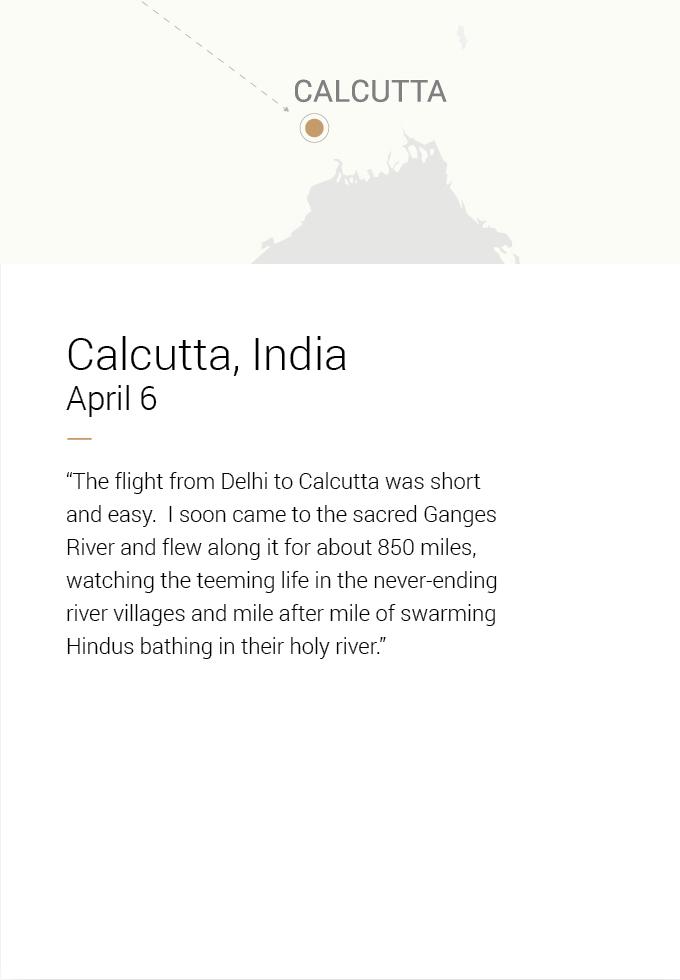 CALCUTTA
Calcutta, India
April 6
“The flight from Delhi to Calcutta was short
and easy.  I soon came to the sacred Ganges
River and flew along it for about 850 miles,
watching the teeming life in the never-ending
river villages and mile after mile of swarming
Hindus bathing in their holy river.”